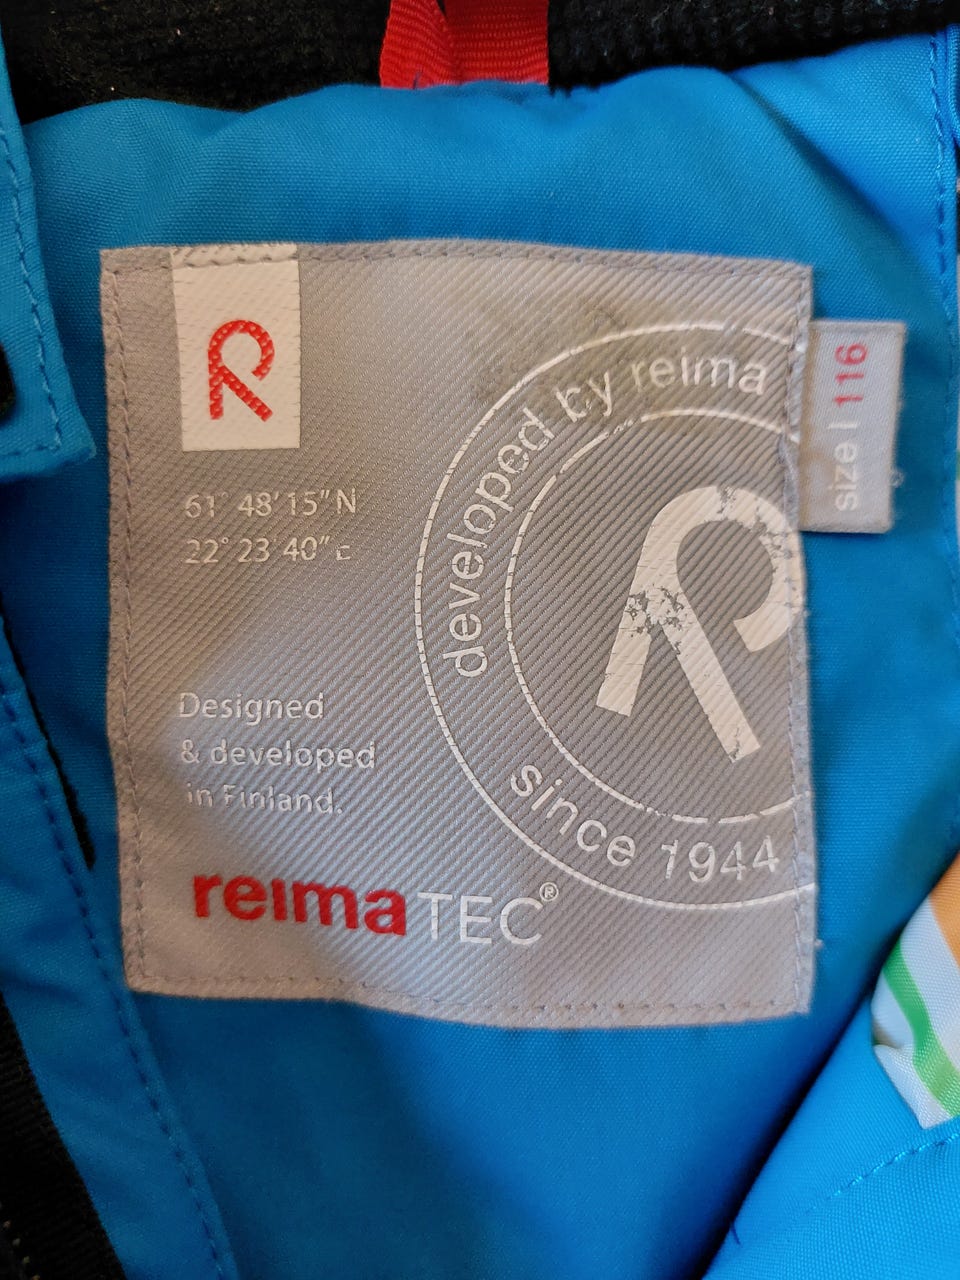 R
61° 48' 15" N
22° 23' 40" E
developed by reima
since 1944
R
Designed
& developed
in Finland.
reimaTEC®
size | 116